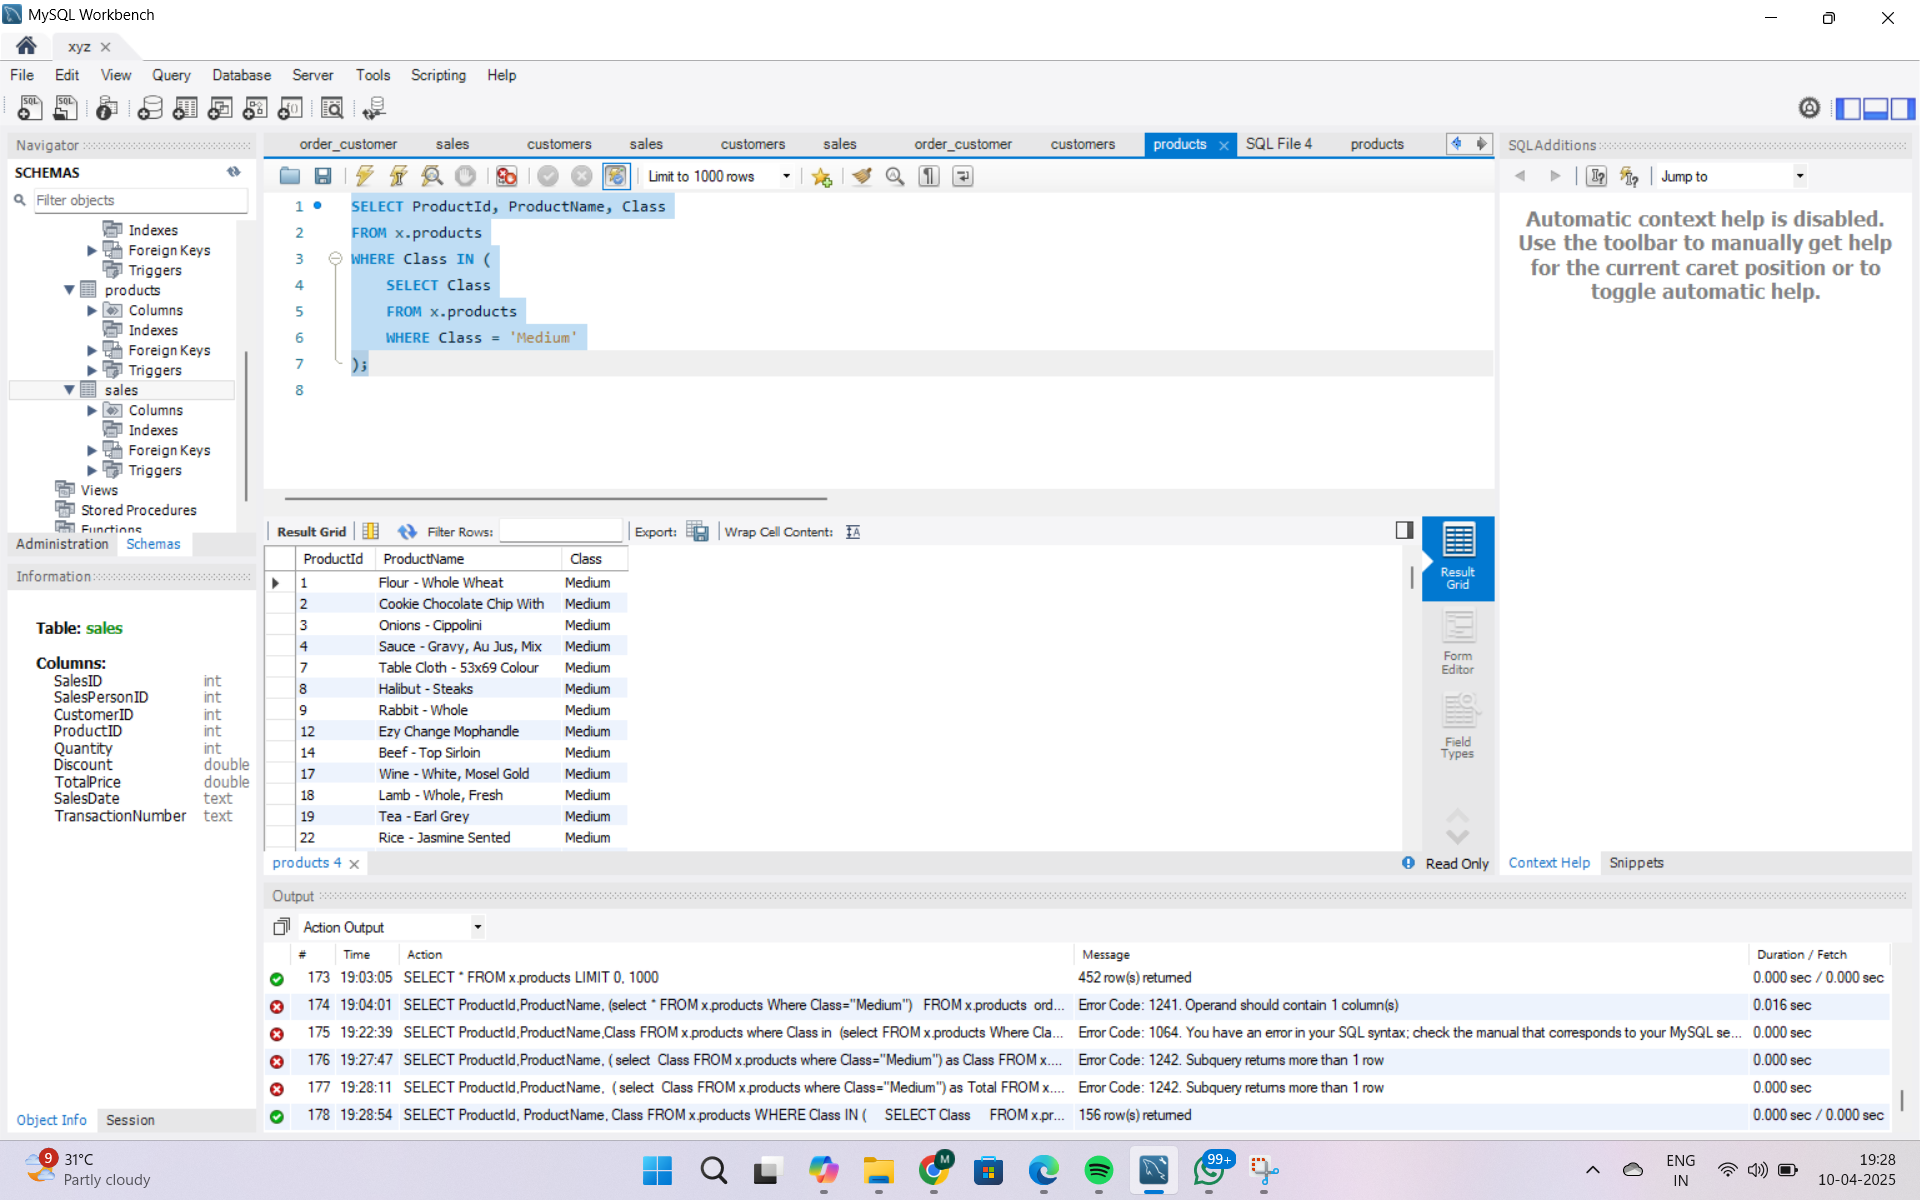 MySQL Workbench
xyz
File Edit View Query Database Server Tools Scripting Help
Navigator
SCHEMAS
Filter objects
Indexes
Foreign Keys
Triggers
products
Columns
Indexes
Foreign Keys
Triggers
sales
Columns
Indexes
Foreign Keys
Triggers
Views
Stored Procedures
Functions
Administration Schemas
Information
Table: sales
Columns:
SalesID int
SalesPersonID int
CustomerID int
ProductID int
Quantity int
Discount double
TotalPrice double
SalesDate text
TransactionNumber text
Object Info Session
order_customer sales customers sales customers sales order_customer customers products SQL File 4 products
Limit to 1000 rows
1 SELECT ProductId, ProductName, Class
2 FROM x.products
3 WHERE Class IN (
4 SELECT Class
5 FROM x.products
6 WHERE Class = 'Medium'
7 );
8
Result Grid Filter Rows: Export: Wrap Cell Content:
ProductId ProductName Class
1 Flour - Whole Wheat Medium
2 Cookie Chocolate Chip With Medium
3 Onions - Cippolini Medium
4 Sauce - Gravy, Au Jus, Mix Medium
7 Table Cloth - 53x69 Colour Medium
8 Halibut - Steaks Medium
9 Rabbit - Whole Medium
12 Ezy Change Mophandle Medium
14 Beef - Top Sirloin Medium
17 Wine - White, Mosel Gold Medium
18 Lamb - Whole, Fresh Medium
19 Tea - Earl Grey Medium
22 Rice - Jasmine Sented Medium
Result
Grid
Form
Editor
Field
Types
products 4
Read Only
SQLAdditions
Jump to
Automatic context help is disabled.
Use the toolbar to manually get help
for the current caret position or to
toggle automatic help.
Context Help Snippets
Output
Action Output
# Time Action Message Duration / Fetch
173 19:03:05 SELECT * FROM x.products LIMIT 0, 1000 452 row(s) returned 0.000 sec / 0.000 sec
174 19:04:01 SELECT ProductId,ProductName, (select * FROM x.products Where Class="Medium") FROM x.products ord... Error Code: 1241. Operand should contain 1 column(s) 0.016 sec
175 19:22:39 SELECT ProductId,ProductName,Class FROM x.products where Class in (select FROM x.products Where Cla... Error Code: 1064. You have an error in your SQL syntax; check the manual that corresponds to your MySQL se... 0.000 sec
176 19:27:47 SELECT ProductId,ProductName, ( select Class FROM x.products where Class="Medium") as Class FROM x.... Error Code: 1242. Subquery returns more than 1 row 0.000 sec
177 19:28:11 SELECT ProductId,ProductName, ( select Class FROM x.products where Class="Medium") as Total FROM x.... Error Code: 1242. Subquery returns more than 1 row 0.000 sec
178 19:28:54 SELECT ProductId, ProductName, Class FROM x.products WHERE Class IN ( SELECT Class FROM x.pr... 156 row(s) returned 0.000 sec / 0.000 sec
9
31°C
Partly cloudy
M
99+
ENG
IN
19:28
10-04-2025